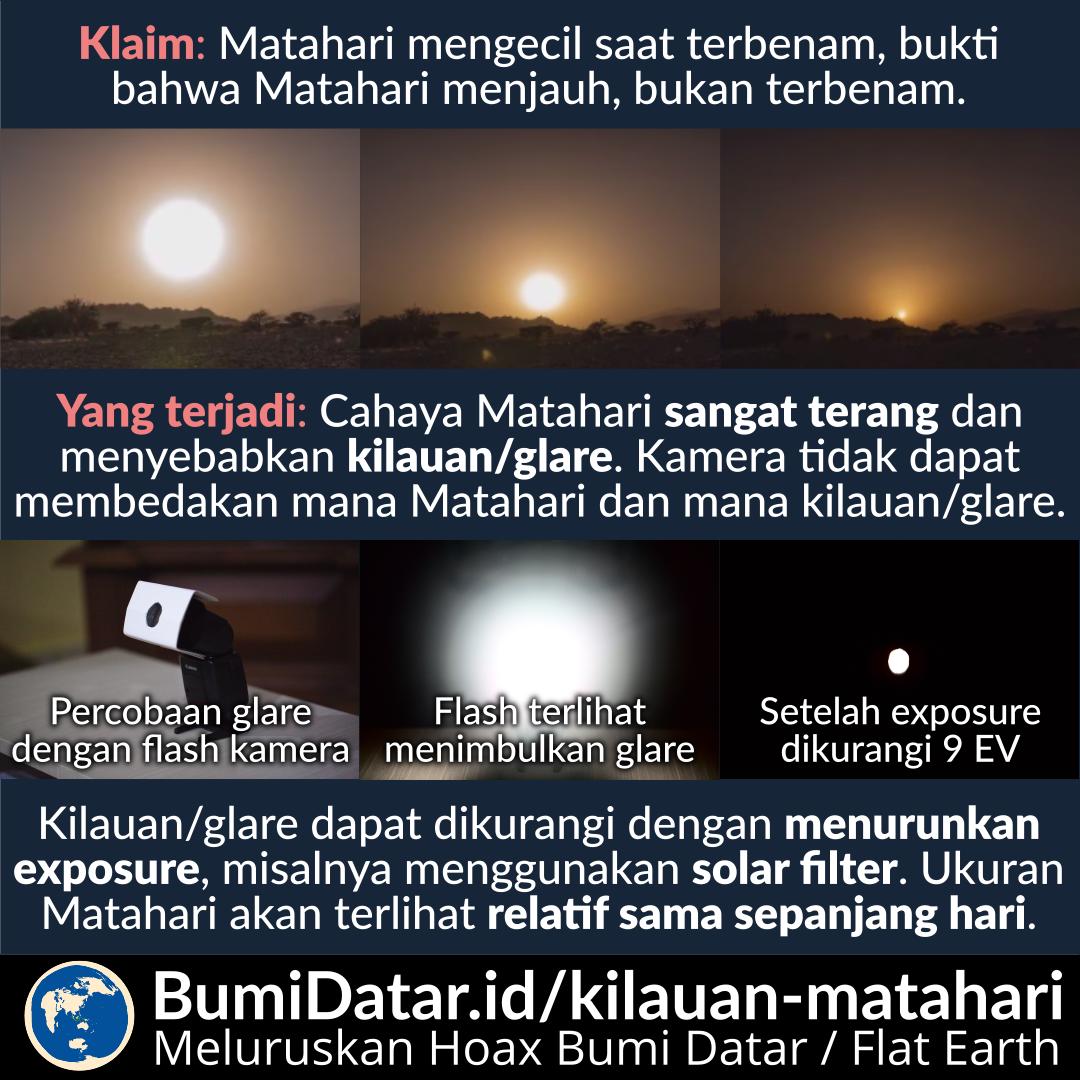 Klaim: Matahari mengecil saat terbenam, bukti
bahwa Matahari menjauh, bukan terbenam.
Yang terjadi: Cahaya Matahari sangat terang dan
menyebabkan kilauan/glare. Kamera tidak dapat
membedakan mana Matahari dan mana kilauan/glare.
Percobaan glare
dengan flash kamera
Flash terlihat
menimbulkan glare
Setelah exposure
dikurangi 9 EV
Kilauan/glare dapat dikurangi dengan menurunkan
exposure, misalnya menggunakan solar filter. Ukuran
Matahari akan terlihat relatif sama sepanjang hari.
BumiDatar.id/kilauan-matahari
Meluruskan Hoax Bumi Datar / Flat Earth